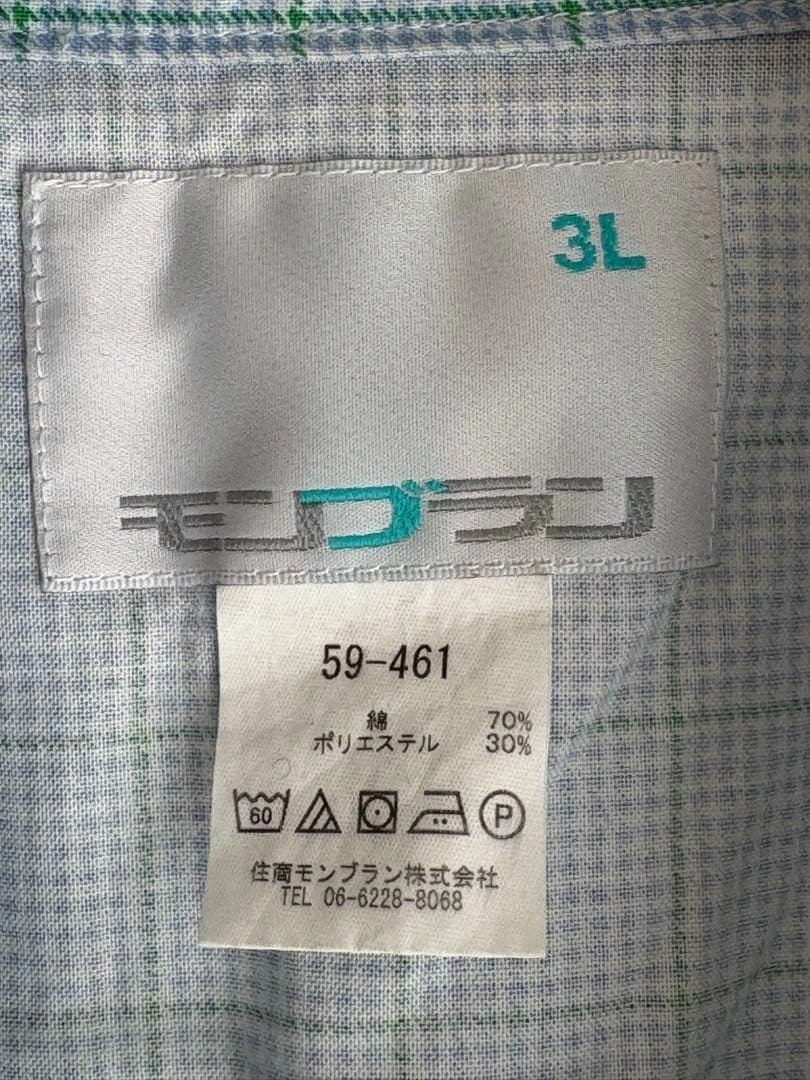 3L
モンブラン
59-461
綿 70%
ポリエステル 30%
60 P
住商モンブラン株式会社
TEL 06-6228-8068